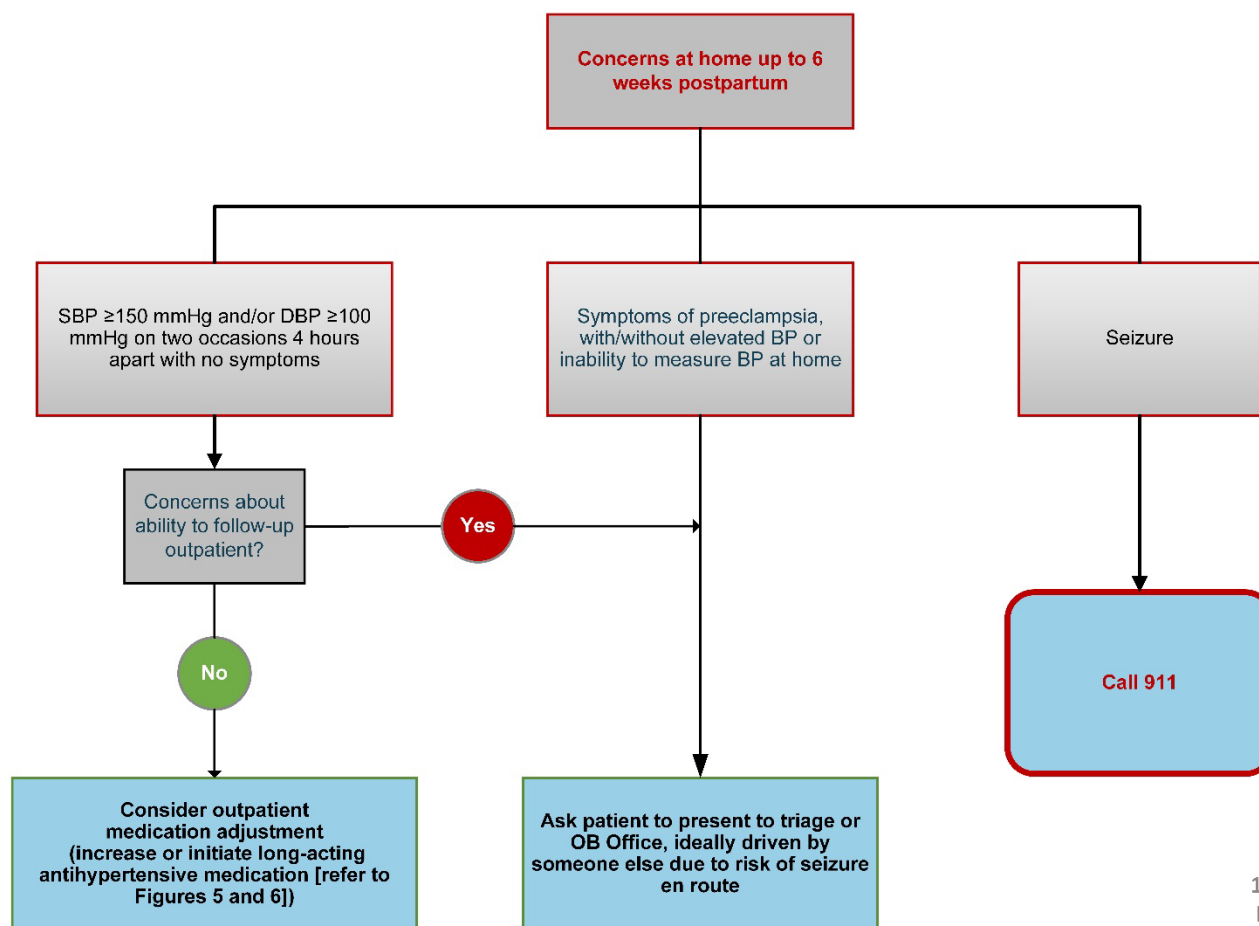 Concerns at home up to 6
weeks postpartum
SBP ≥150 mmHg and/or DBP ≥100
mmHg on two occasions 4 hours
apart with no symptoms
Symptoms of preeclampsia,
with/without elevated BP or
inability to measure BP at home
Seizure
Concerns about
ability to follow-up
outpatient?
Yes
No
Call 911
Consider outpatient
medication adjustment
(increase or initiate long-acting
antihypertensive medication [refer to
Figures 5 and 6])
Ask patient to present to triage or
OB Office, ideally driven by
someone else due to risk of seizure
en route
1